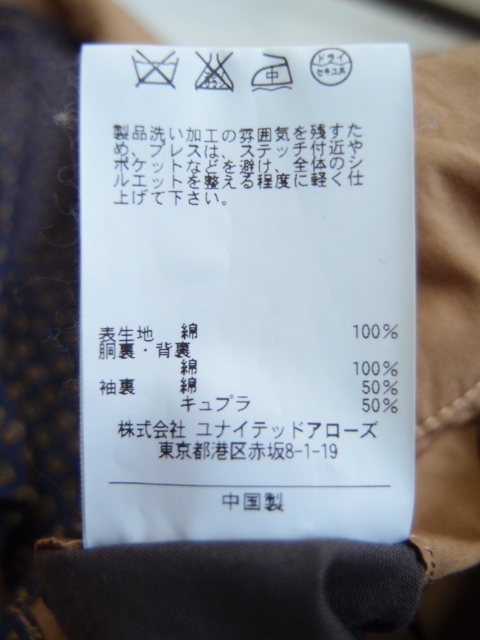 中
ドライ
セキユ系
製品洗い加工の雰囲気を残すた
め、プレスは、ステッチ付近や
ポケットなどを避け、全体のシ
ルエットを整える程度に軽く仕
上げて下さい。
表生地 綿 100%
胴裏・背裏
綿 100%
袖裏 綿 50%
キュプラ 50%
株式会社 ユナイテッドアローズ
東京都港区赤坂8-1-19
中国製